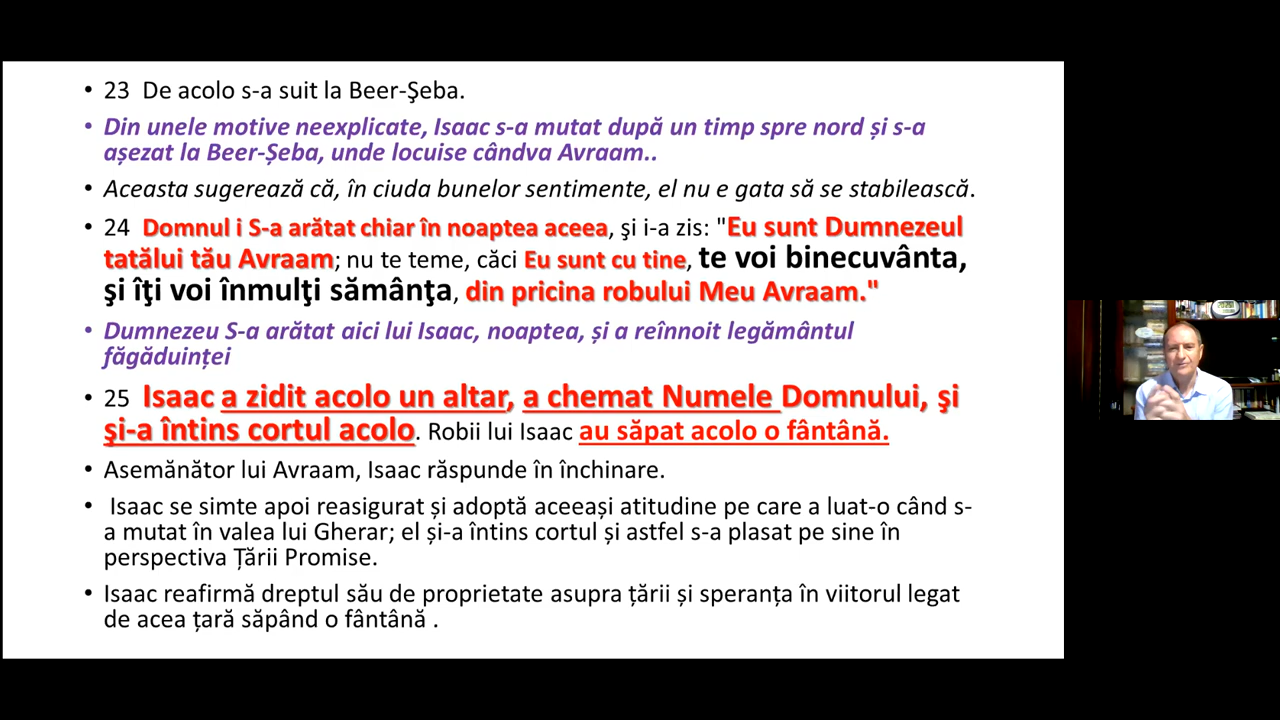 • 23  De acolo s-a suit la Beer-Şeba.
• Din unele motive neexplicate, Isaac s-a mutat după un timp spre nord și s-a
așezat la Beer-Șeba, unde locuise cândva Avraam..
• Aceasta sugerează că, în ciuda bunelor sentimente, el nu e gata să se stabilească.
• 24  Domnul i S-a arătat chiar în noaptea aceea, şi i-a zis: "Eu sunt Dumnezeul
tatălui tău Avraam; nu te teme, căci Eu sunt cu tine, te voi binecuvânta,
şi îţi voi înmulţi sămânţa, din pricina robului Meu Avraam."
• Dumnezeu S-a arătat aici lui Isaac, noaptea, și a reînnoit legământul
făgăduinței
• 25  Isaac a zidit acolo un altar, a chemat Numele Domnului, şi
şi-a întins cortul acolo. Robii lui Isaac au săpat acolo o fântână.
• Asemănător lui Avraam, Isaac răspunde în închinare.
• Isaac se simte apoi reasigurat și adoptă aceeași atitudine pe care a luat-o când s-
a mutat în valea lui Gherar; el și-a întins cortul și astfel s-a plasat pe sine în
perspectiva Țării Promise.
• Isaac reafirmă dreptul său de proprietate asupra țării și speranța în viitorul legat
de acea țară săpând o fântână .